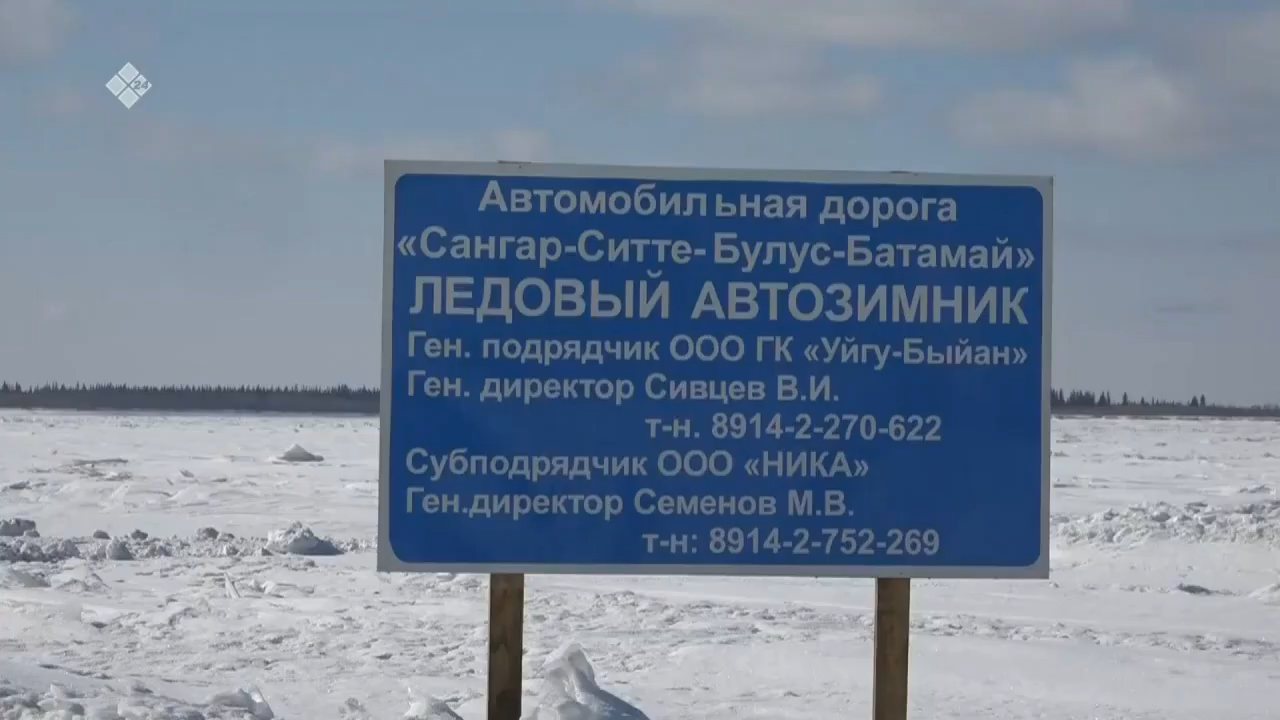 Х24
Автомобильная дорога
«Сангар-Ситте-Булус-Батамай»
ЛЕДОВЫЙ АВТОЗИМНИК
Ген. подрядчик ООО ГК «Уйгу-Быйан»
Ген. директор Сивцев В.И.
т-н. 8914-2-270-622
Субподрядчик ООО «НИКА»
Ген.директор Семенов М.В.
т-н: 8914-2-752-269